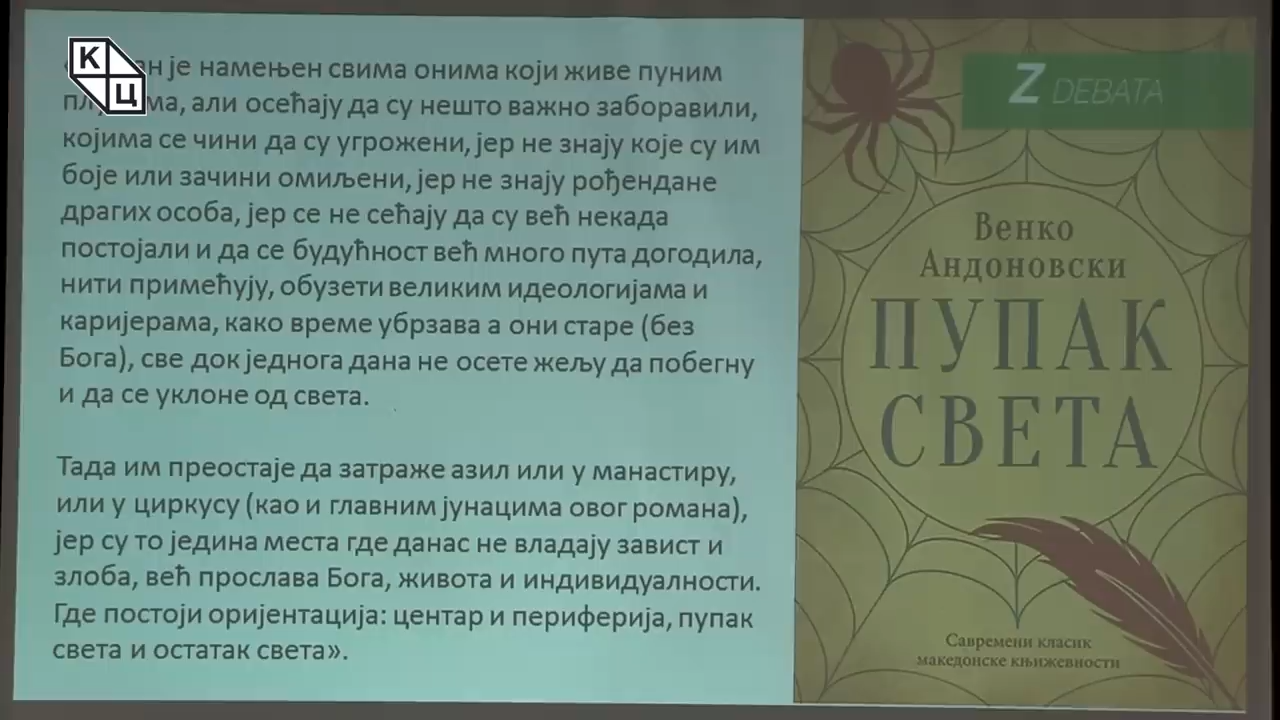 К
Ц
је намењен свима онима који живе пуним
али осећају да су нешто важно заборавили,
којима се чини да су угрожени, јер не знају које су им
боје или зачини омиљени, јер не знају рођендане
драгих особа, јер се не сећају да су већ некада
постојали и да се будућност већ много пута догодила,
нити примећују, обузети великим идеологијама и
каријерама, како време убрзава а они старе (без
Бога), све док једнога дана не осете жељу да побегну
и да се уклоне од света.
Тада им преостаје да затраже азил или у манастиру,
или у циркусу (као и главним јунацима овог романа),
јер су то једина места где данас не владају завист и
злоба, већ прослава Бога, живота и индивидуалности.
Где постоји оријентација: центар и периферија, пупак
света и остатак света».
Z DEBATA
Венко
Андоновски
ПУПАК
СВЕТА
Савремени класик
македонске књижевности